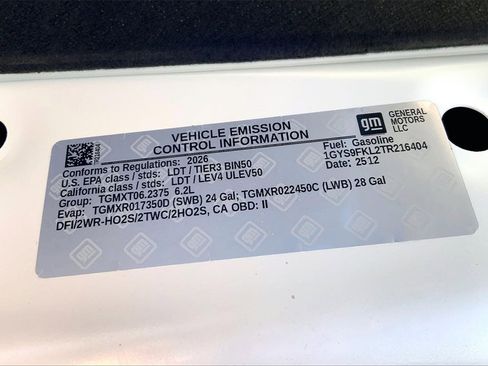 VEHICLE EMISSION
CONTROL INFORMATION
gm
GENERAL
MOTORS
LLC
Conforms to Regulations: 2026
U.S. EPA class / stds: LDT / TIER3 BIN50
California class / stds: LDT / LEV4 ULEV50
Group: TGMXT06.2375 6.2L
Evap: TGMXR017350D (SWB) 24 Gal; TGMXR022450C (LWB) 28 Gal
DFI/2WR-HO2S/2TWC/2HO2S, CA OBD: II
Fuel: Gasoline
1GYS9FKL2TR216404
2512